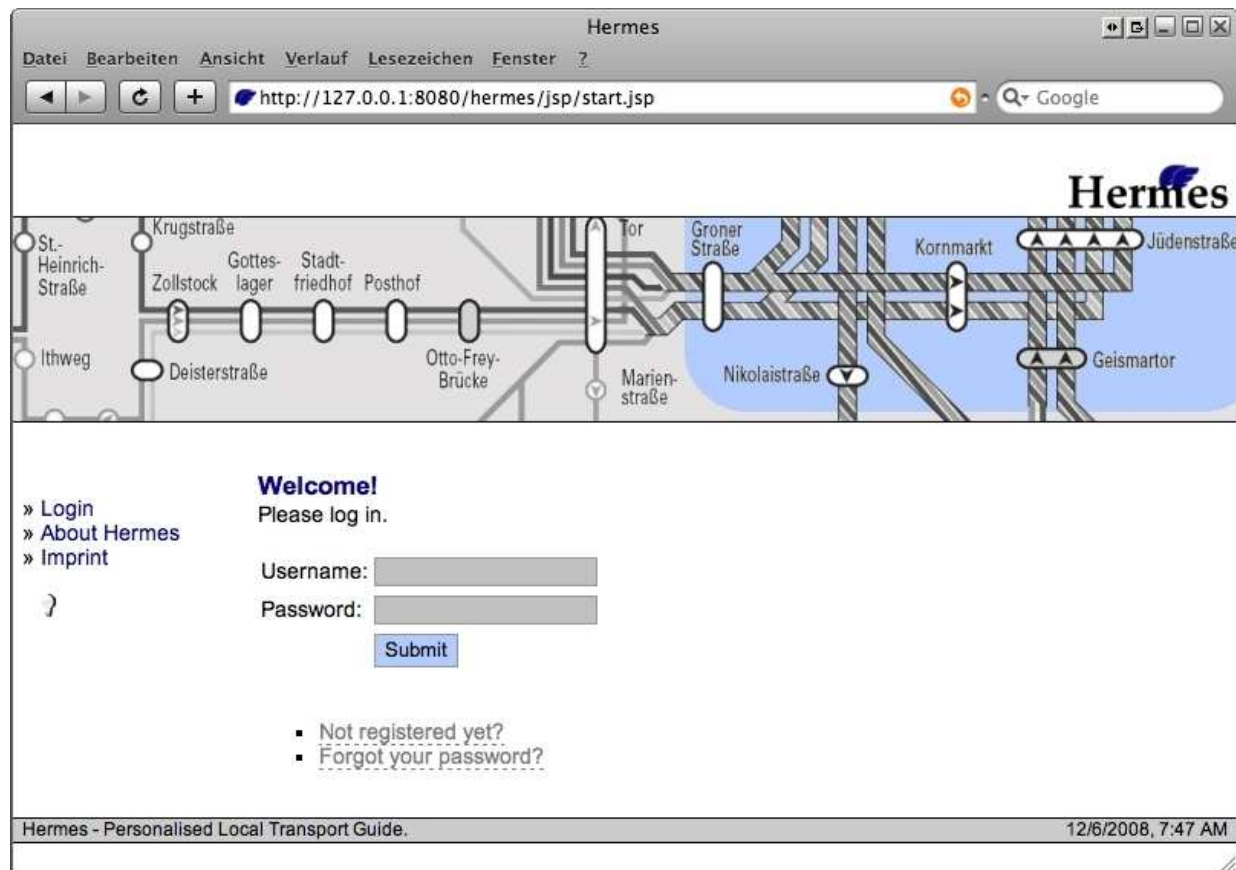 Hermes
Datei Bearbeiten Ansicht Verlauf Lesezeichen Fenster ?
http://127.0.0.1:8080/hermes/jsp/start.jsp
Google
Hermes
St.-
Heinrich-
Straße
Krugstraße
Zollstock
Gottes-
lager
Stadt-
friedhof
Posthof
Tor
Groner
Straße
Kornmarkt
Jüdenstraße
Ithweg
Deisterstraße
Otto-Frey-
Brücke
Marien-
straße
Nikolaistraße
Geismartor
» Login
» About Hermes
» Imprint
?
Welcome!
Please log in.
Username:
Password:
Submit
Not registered yet?
Forgot your password?
Hermes - Personalised Local Transport Guide.
12/6/2008, 7:47 AM